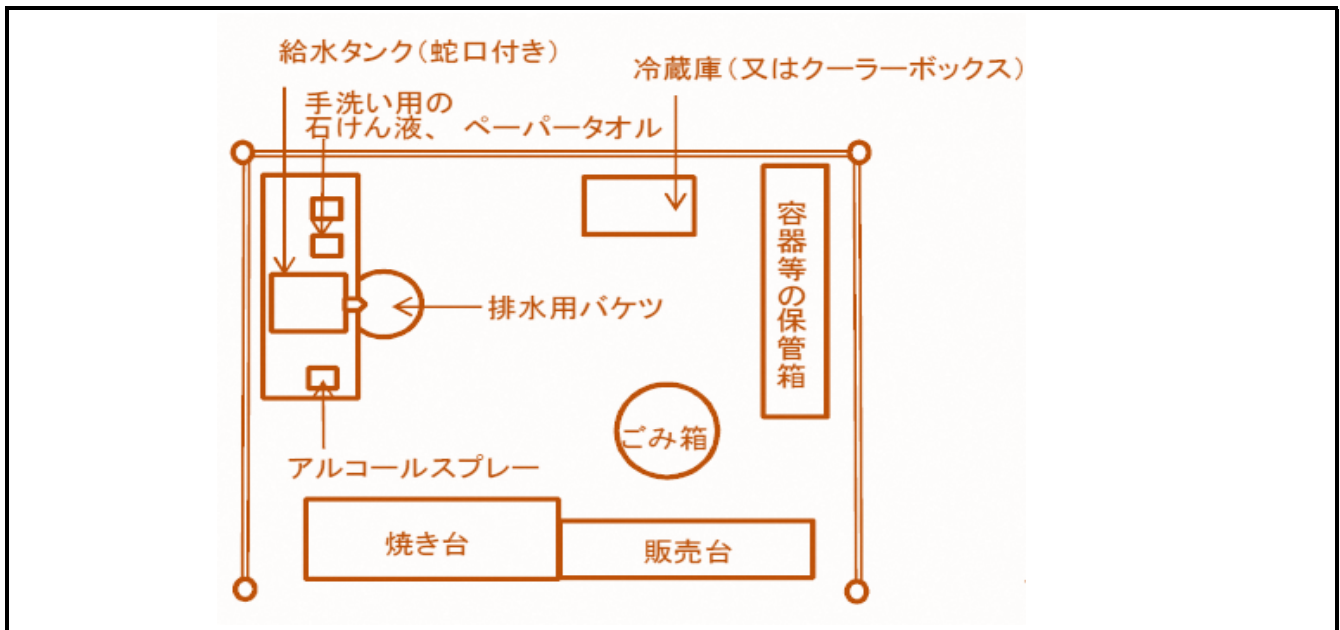 給水タンク(蛇口付き)
冷蔵庫(又はクーラーボックス)
手洗い用の
石けん液、 ペーパータオル
容器等の保管箱
排水用バケツ
ごみ箱
アルコールスプレー
焼き台
販売台